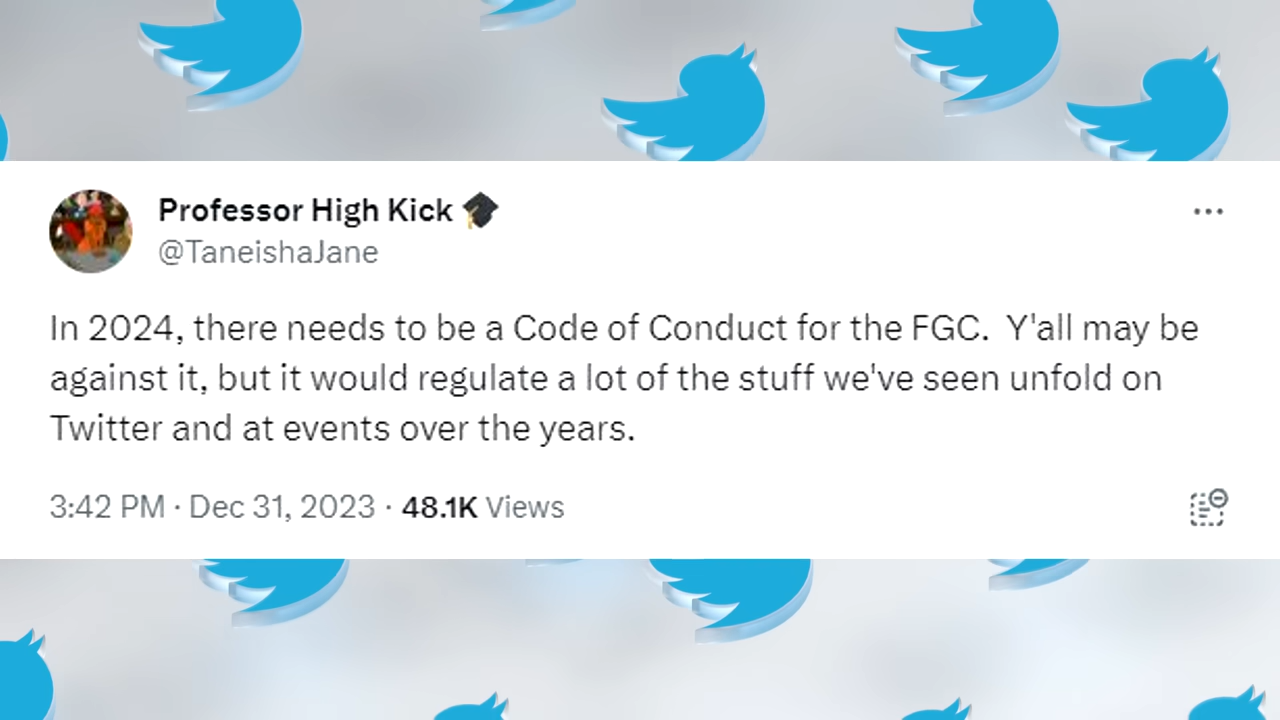 Professor High Kick 🎓
@TaneishaJane
In 2024, there needs to be a Code of Conduct for the FGC.  Y'all may be
against it, but it would regulate a lot of the stuff we've seen unfold on
Twitter and at events over the years.
3:42 PM · Dec 31, 2023 · 48.1K Views